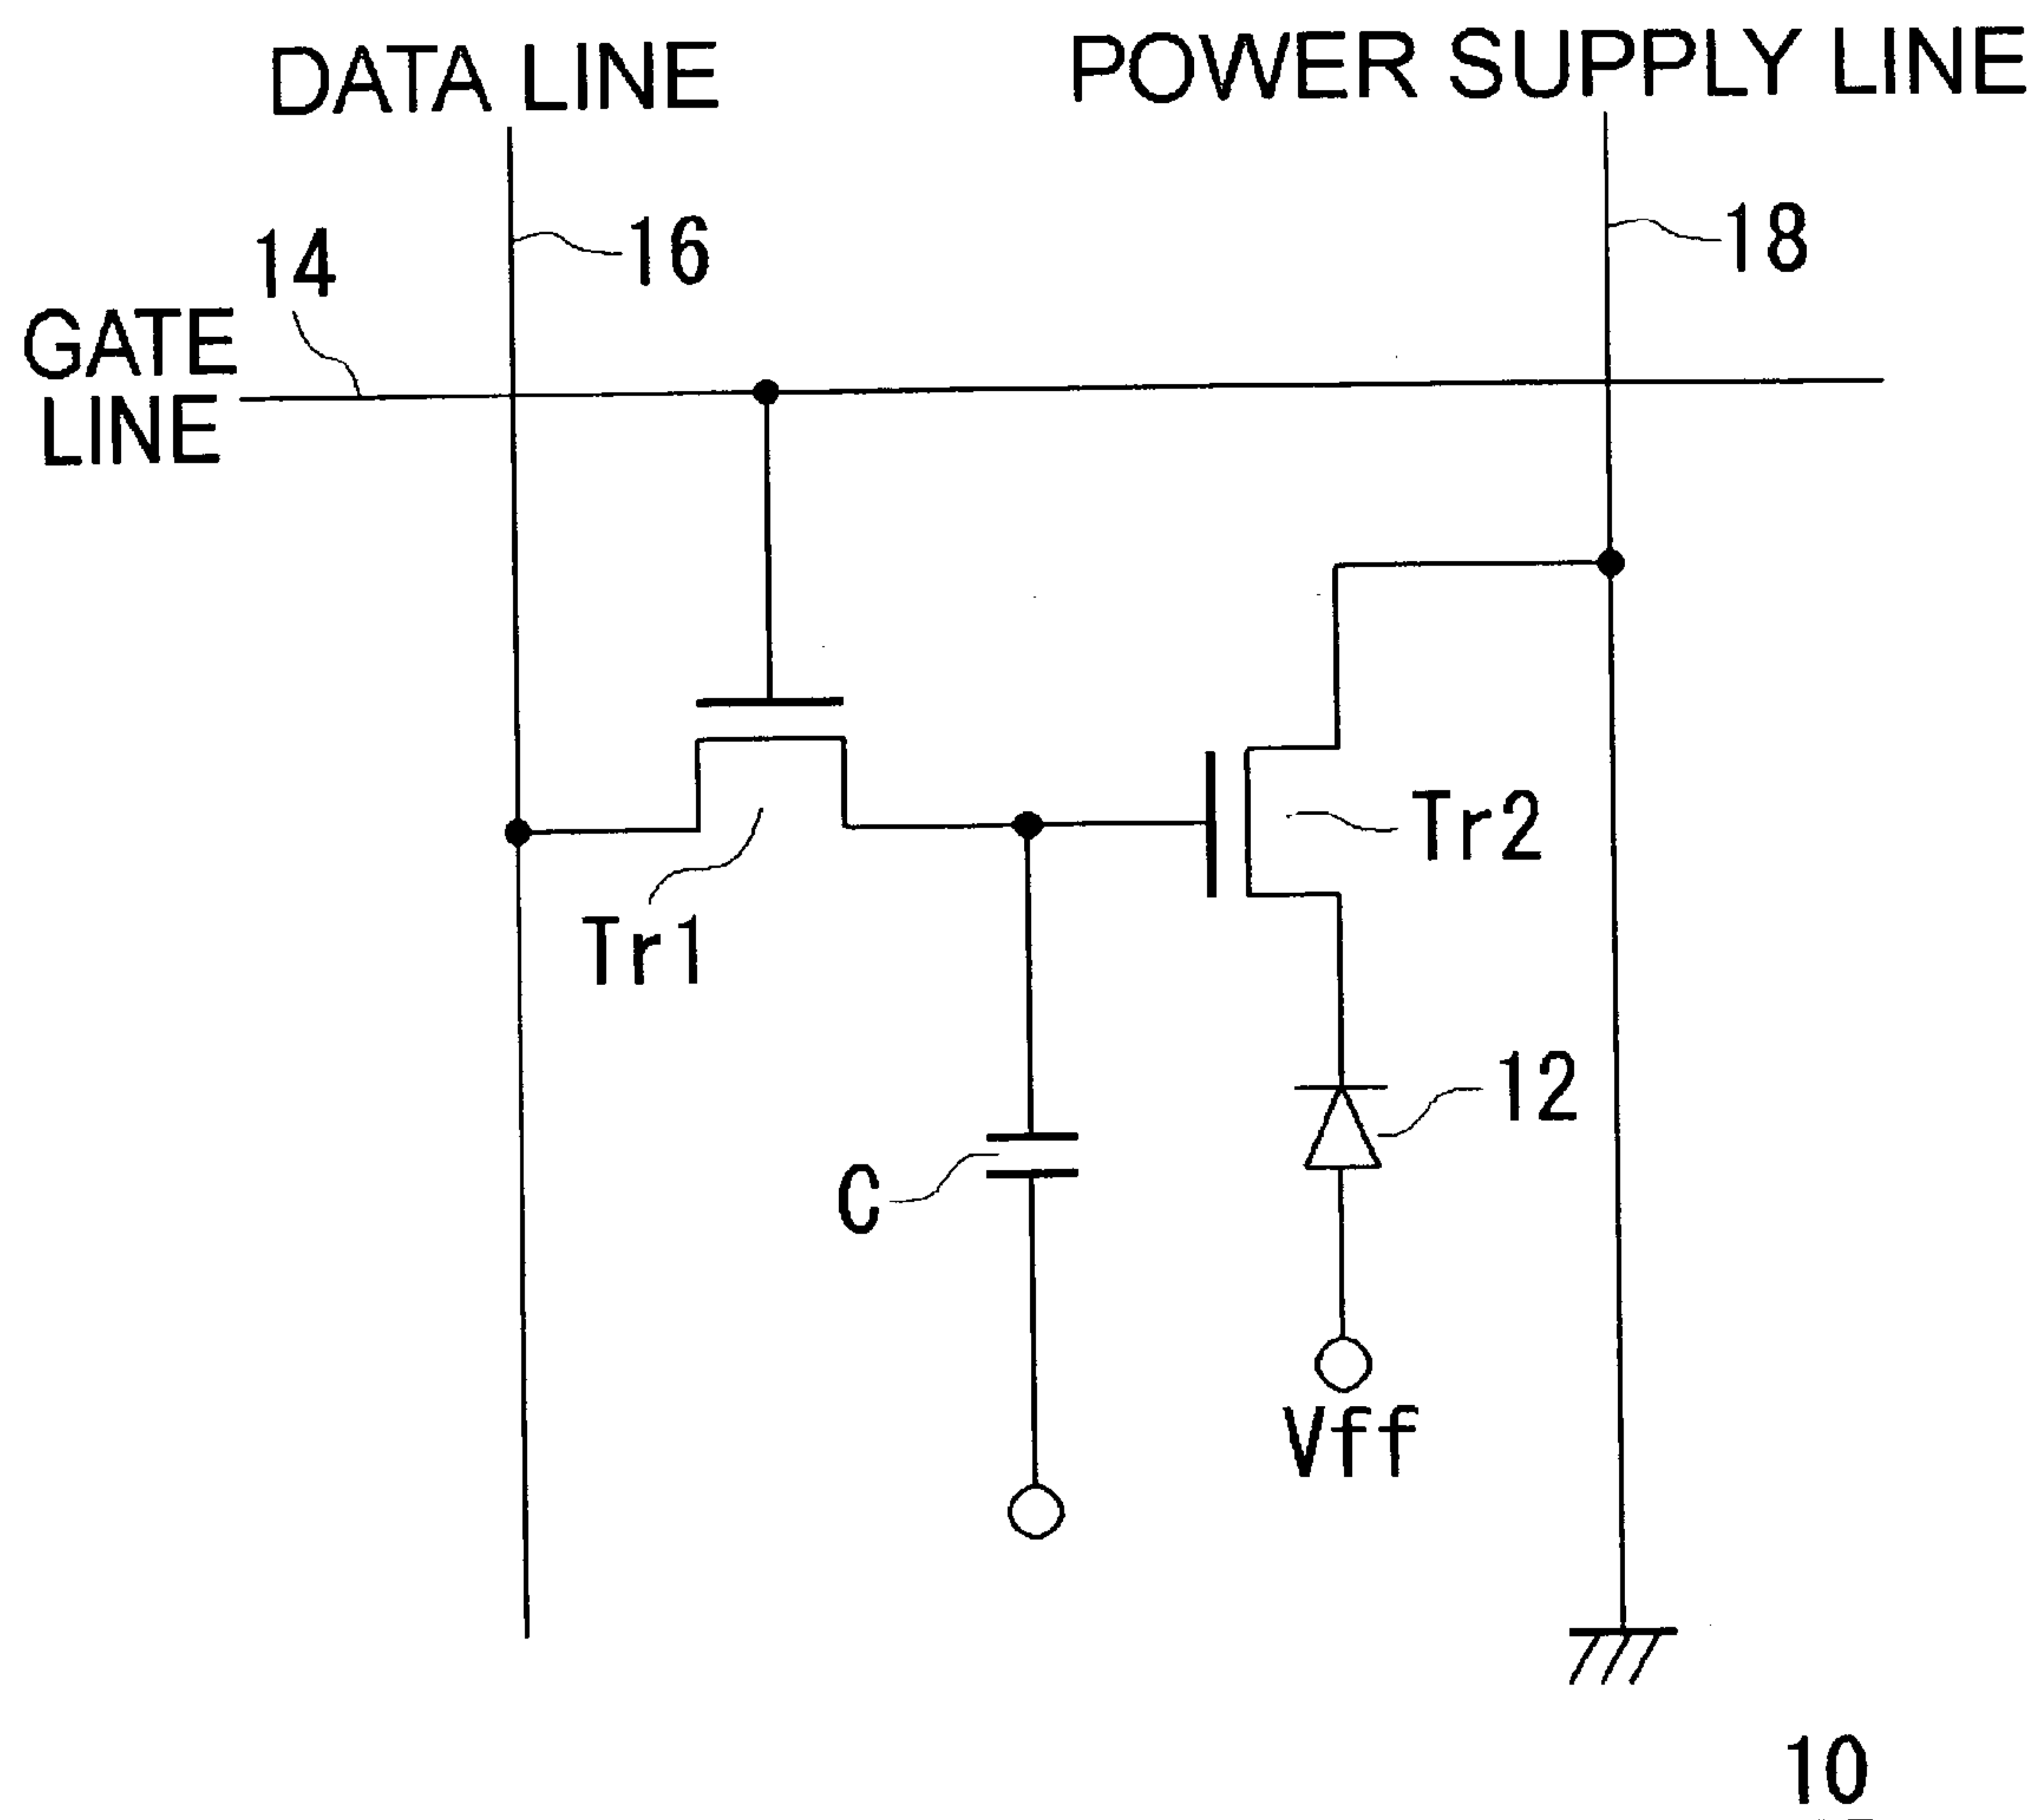 DATA LINE
POWER SUPPLY LINE
14
16
18
GATE
LINE
Tr2
Tr1
12
C
Vff
10